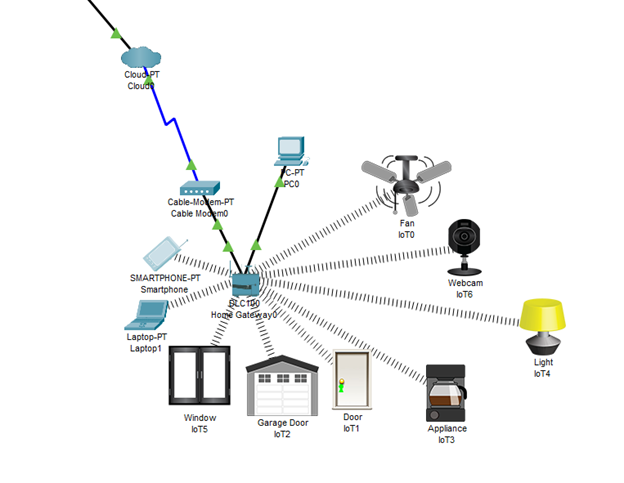 Cloud-PT
Cloud0
PC-PT
PC0
Cable-Modem-PT
Cable Modem0
Fan
IoT0
Webcam
IoT6
SMARTPHONE-PT
Smartphone
DLC100
Home Gateway0
Laptop-PT
Laptop1
Light
IoT4
Window
IoT5
Garage Door
IoT2
Door
IoT1
Appliance
IoT3